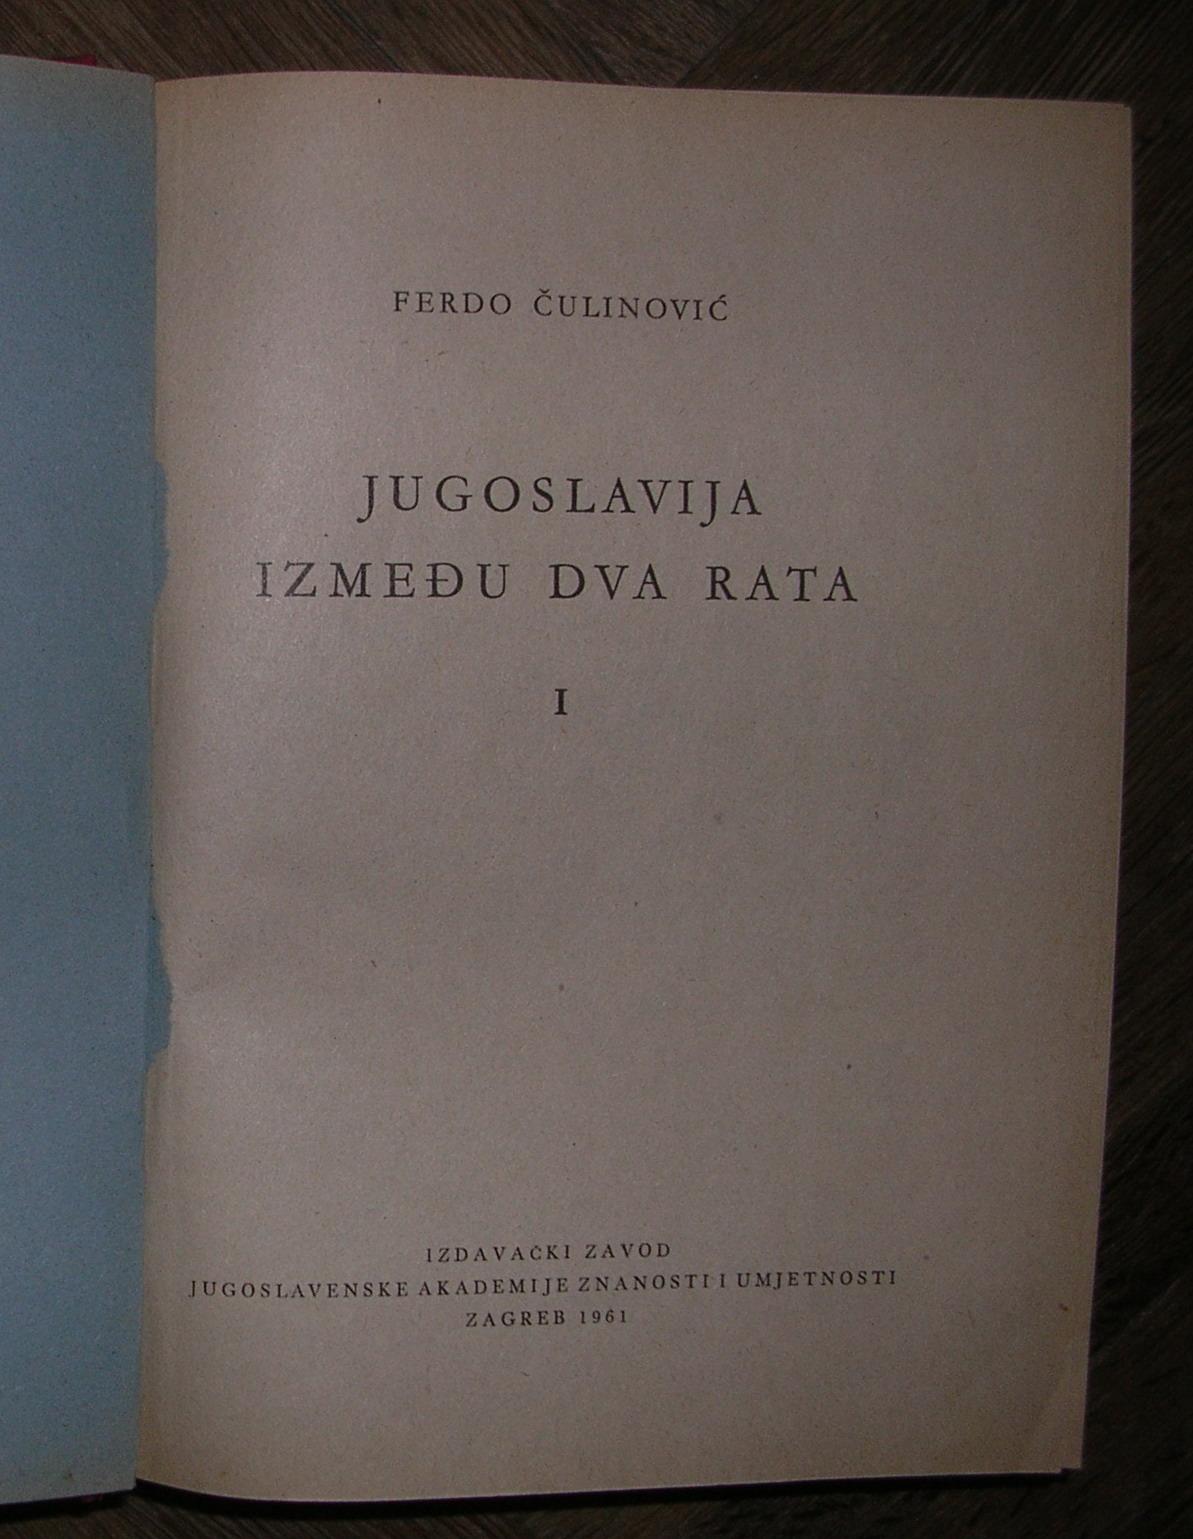 FERDO ČULINOVIĆ
JUGOSLAVIJA
IZMEĐU DVA RATA
I
IZDAVAČKI ZAVOD
JUGOSLAVENSKE AKADEMIJE ZNANOSTI I UMJETNOSTI
ZAGREB 1961